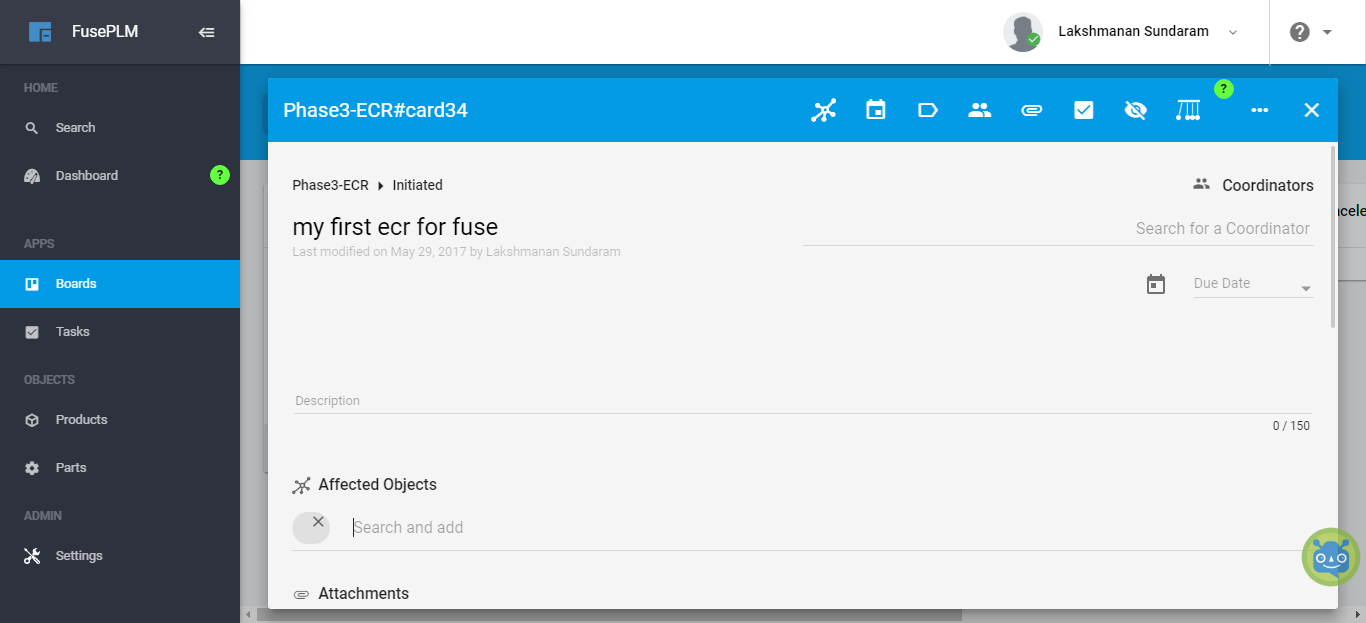 FusePLM
Lakshmanan Sundaram
?
HOME
Search
Dashboard
?
APPS
Boards
Tasks
OBJECTS
Products
Parts
ADMIN
Settings
Phase3-ECR#card34
?
Phase3-ECR Initiated
Coordinators
my first ecr for fuse
Search for a Coordinator
Last modified on May 29, 2017 by Lakshmanan Sundaram
Due Date
Description
0 / 150
Affected Objects
Search and add
Attachments